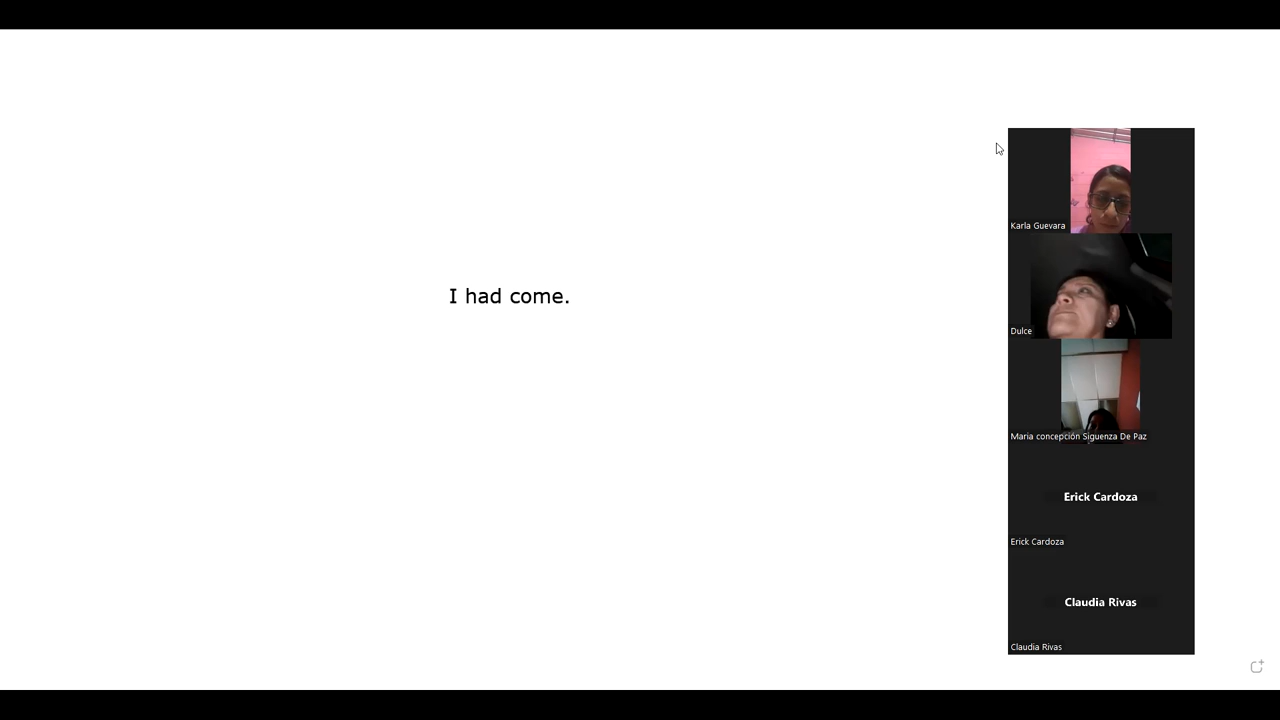 I had come.
Karla Guevara
Dulce
Maria concepción Siguenza De Paz
Erick Cardoza
Erick Cardoza
Claudia Rivas
Claudia Rivas